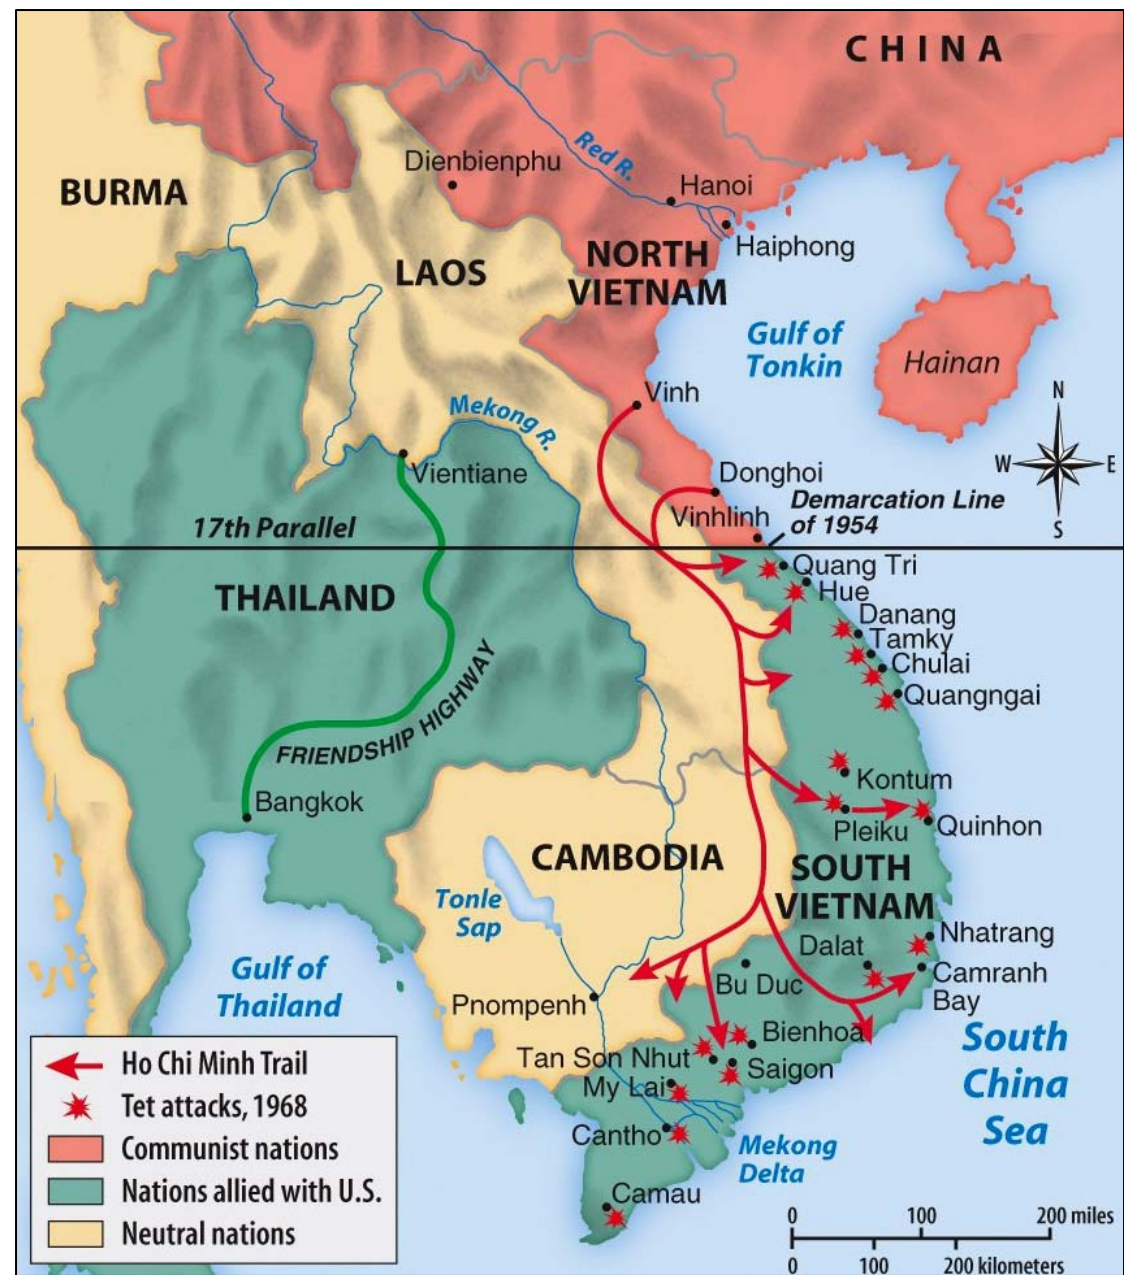 CHINA
Dienbienphu
Red R.
Hanoi
BURMA
Haiphong
NORTH
VIETNAM
LAOS
Gulf of
Tonkin
Hainan
N
W
E
S
Vinh
Mekong R.
Vientiane
Donghoi
Vinhlinh
Demarcation Line
of 1954
17th Parallel
Quang Tri
Hue
THAILAND
Danang
Tamky
Chulai
Quangngai
FRIENDSHIP HIGHWAY
Kontum
Bangkok
Pleiku
Quinhon
CAMBODIA
SOUTH
VIETNAM
Tonle
Sap
Nhatrang
Dalat
Camranh
Bay
Gulf of
Thailand
Bu Duc
Pnompenh
Bienhoa
Tan Son Nhut
Saigon
My Lai
South
China
Sea
Cantho
Mekong
Delta
Camau
Ho Chi Minh Trail
Tet attacks, 1968
Communist nations
Nations allied with U.S.
Neutral nations
0 100 200 miles
0 100 200 kilometers